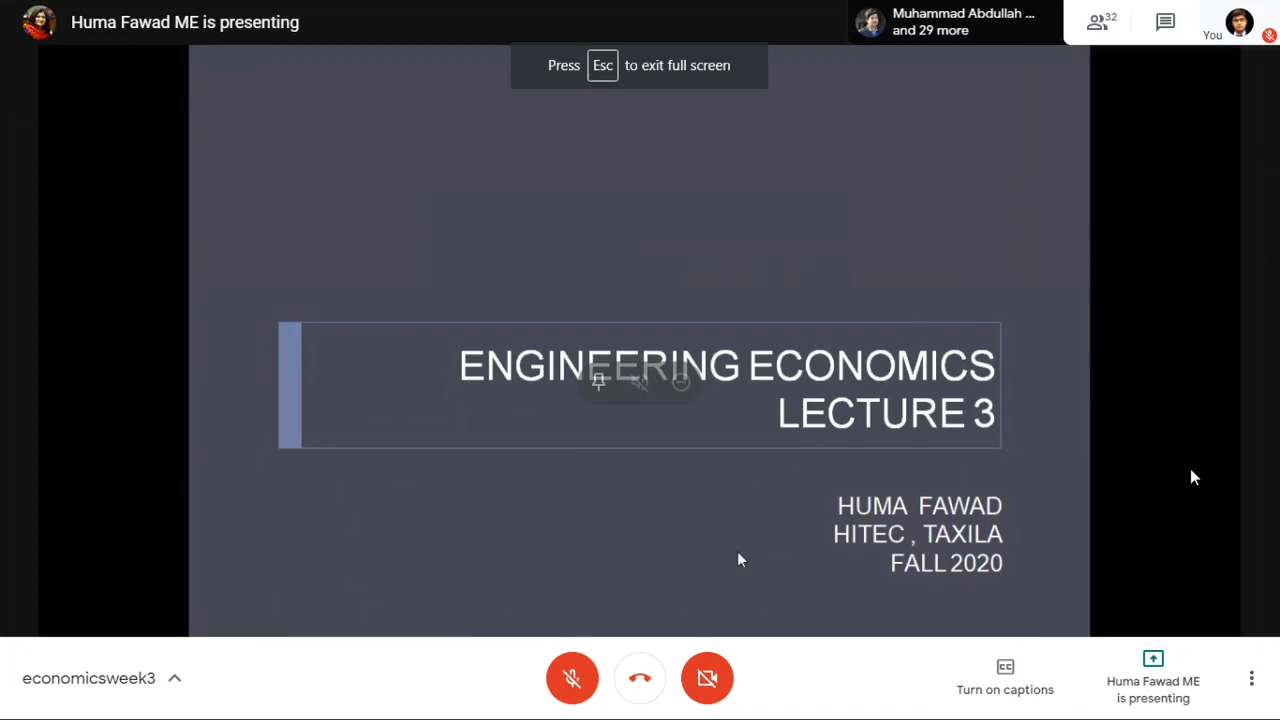 Huma Fawad ME is presenting
Muhammad Abdullah ...
and 29 more
32
You
Press Esc to exit full screen
ENGINEERING ECONOMICS
LECTURE 3
HUMA FAWAD
HITEC , TAXILA
FALL 2020
economicsweek3
CC
Turn on captions
Huma Fawad ME
is presenting